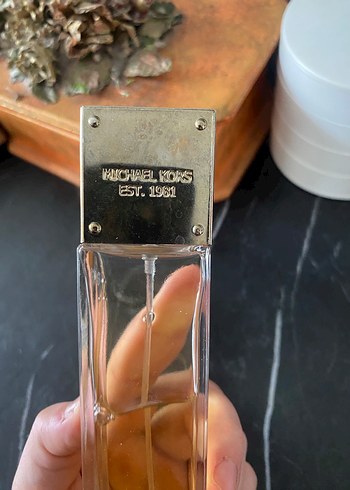 MICHAEL KORS
EST. 1981